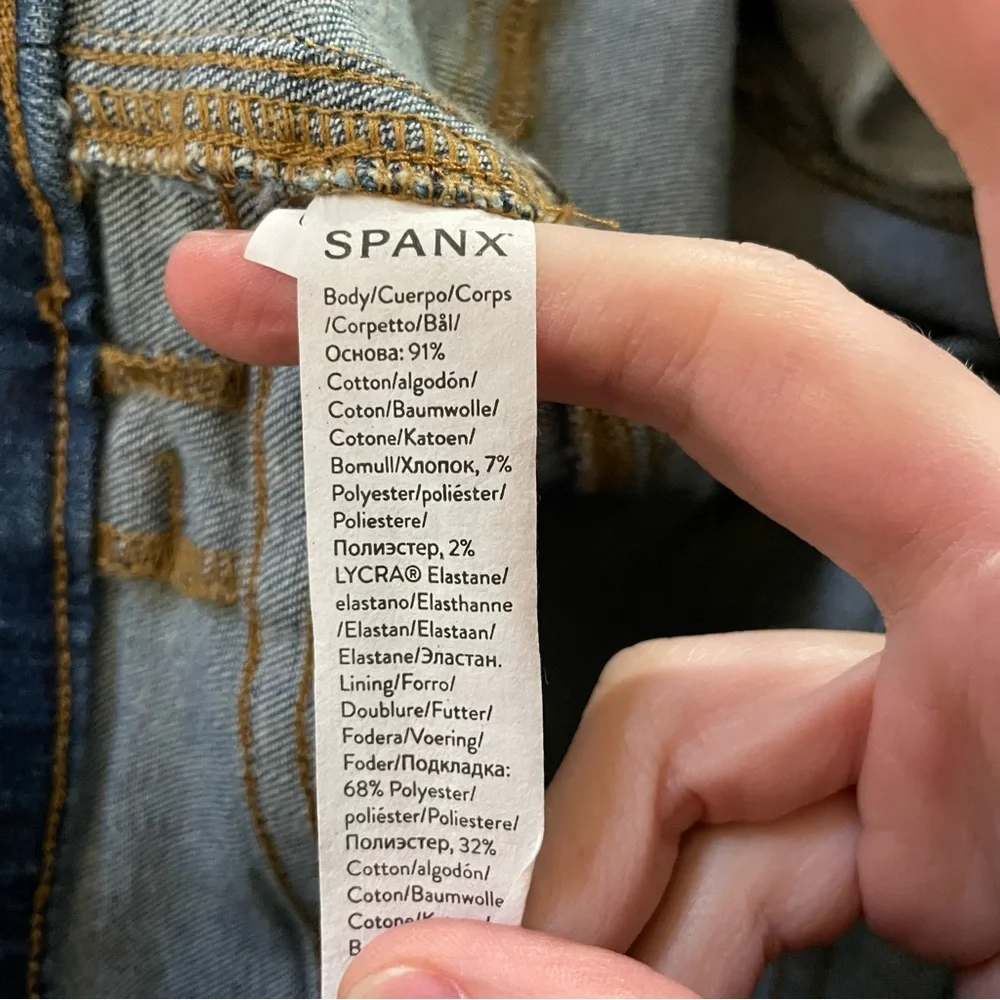 SPANX
Body/Cuerpo/Corps
/Corpetto/Bål/
Основа: 91%
Cotton/algodón/
Coton/Baumwolle/
Cotone/Katoen/
Bomull/Хлопок, 7%
Polyester/poliéster/
Poliestere/
Полиэстер, 2%
LYCRA® Elastane/
elastano/Elasthanne
/Elastan/Elastaan/
Elastane/Эластан.
Lining/Forro/
Doublure/Futter/
Fodera/Voering/
Foder/Подкладка:
68% Polyester/
poliéster/Poliestere/
Полиэстер, 32%
Cotton/algodón/
Coton/Baumwolle
Cotone/